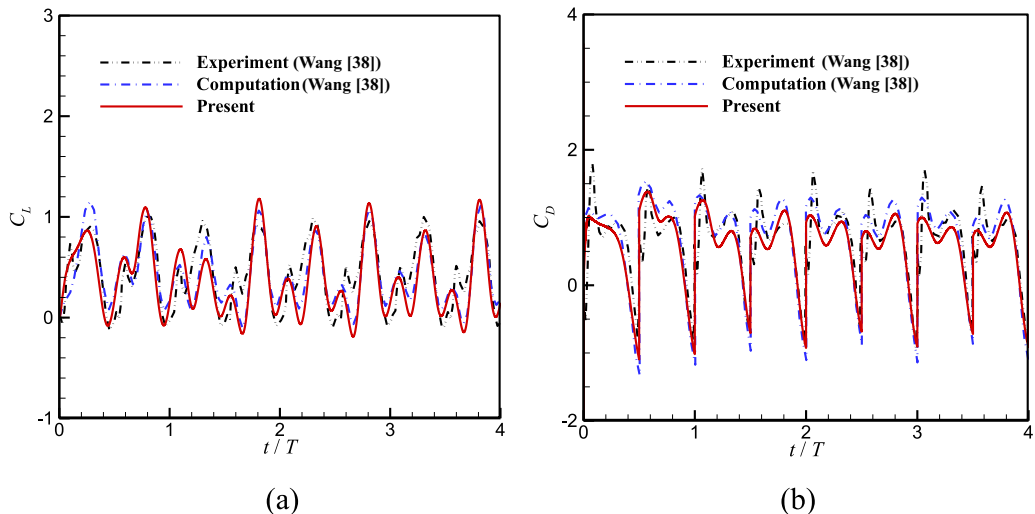 3
Experiment (Wang [38])
Computation (Wang [38])
Present
2
1
0
-1
C_L
0 1 2 3 4
t / T
(a)
4
Experiment (Wang [38])
Computation (Wang [38])
Present
2
0
-2
C_D
0 1 2 3 4
t / T
(b)